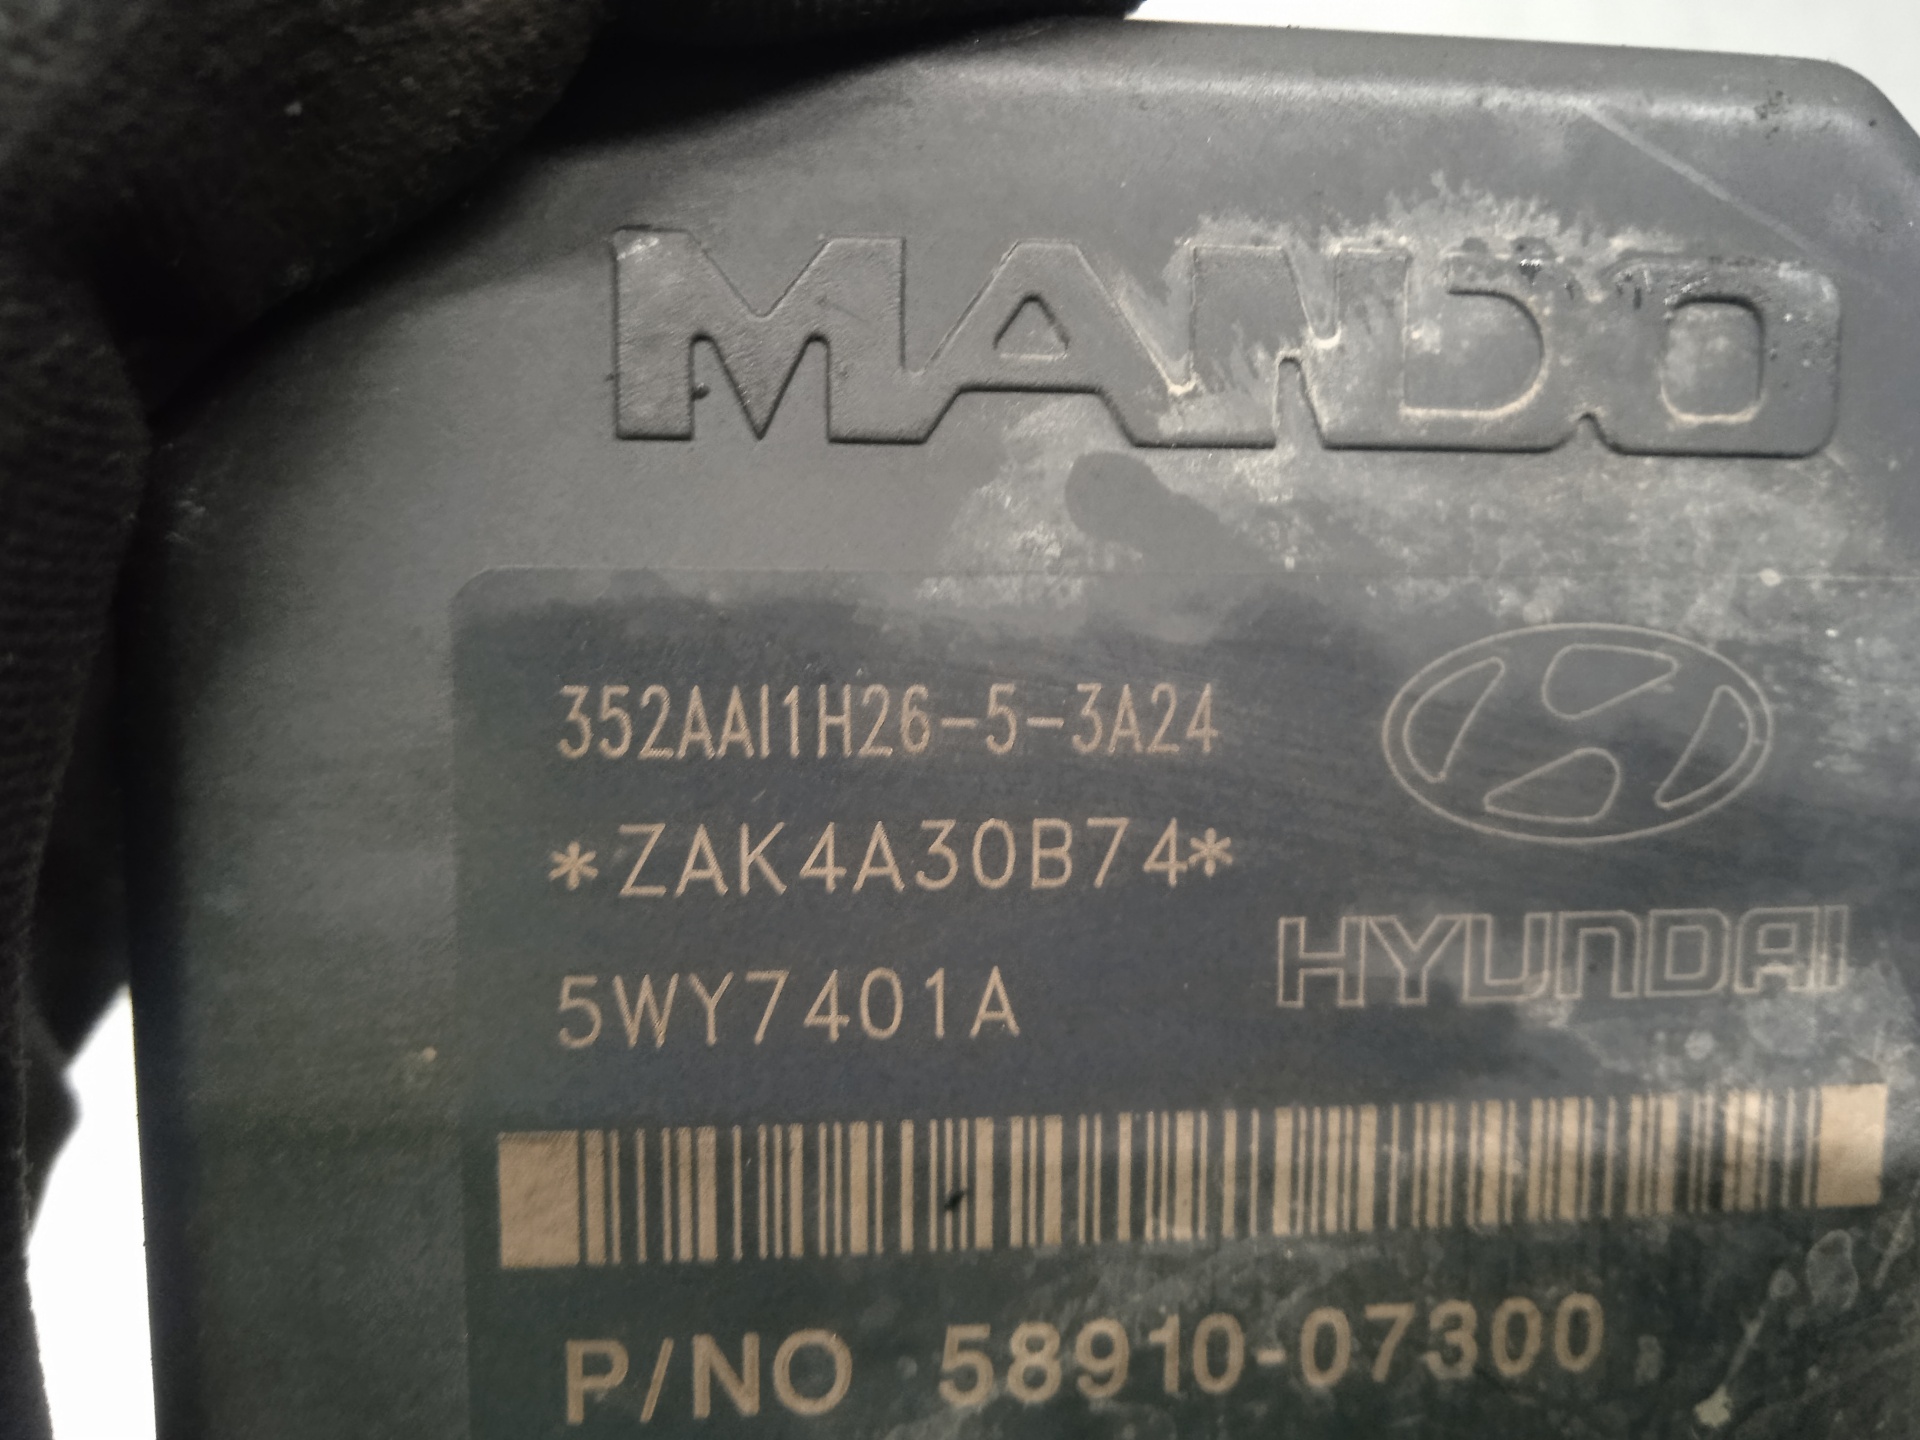 MANDO
352AAI1H26-5-3A24
*ZAK4A30B74*
5WY7401A
HYUNDAI
P/NO 58910-07300